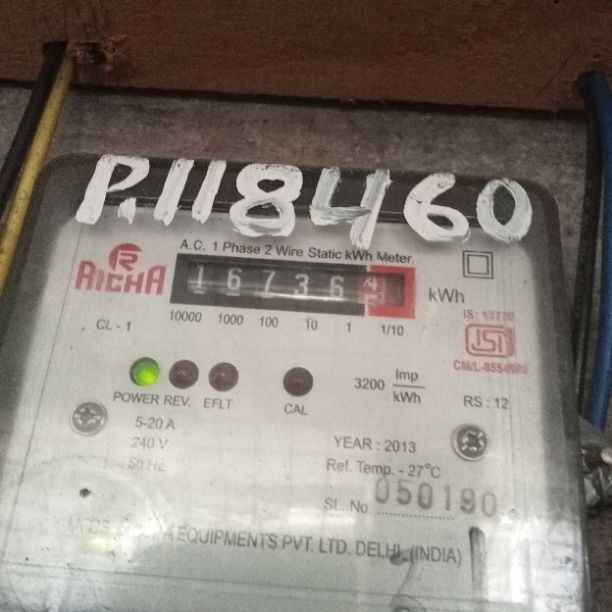 P.118460
A.C. 1 Phase 2 Wire Static kWh Meter.
RICHA
16736
kWh
10000 1000 100 10 1 1/10
CL - 1
IS: 13779
ISI
3200 Imp/kWh
POWER REV. EFLT
CAL
RS : 12
5-20 A
240 V
50 Hz
YEAR : 2013
Ref. Temp. - 27°C
SL. No. 050190
EQUIPMENTS PVT. LTD. DELHI, (INDIA)